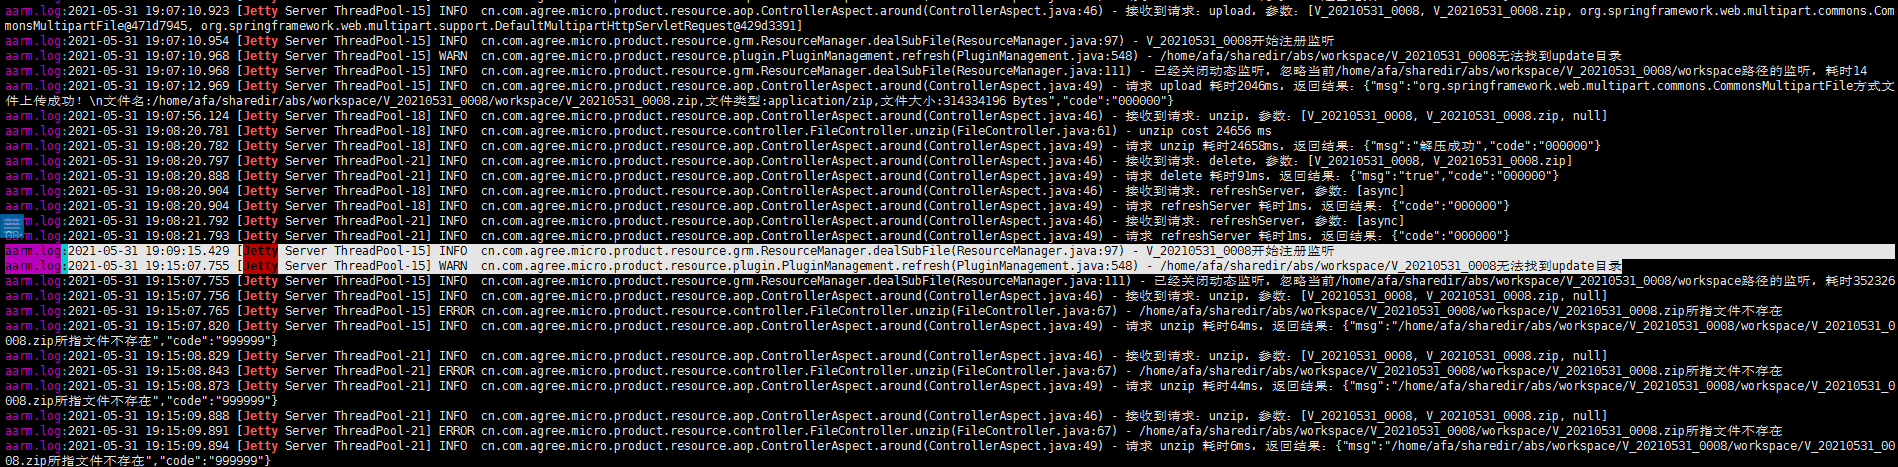 aarm.log:2021-05-31 19:07:10.923 [Jetty Server ThreadPool-15] INFO  cn.com.agree.micro.product.resource.aop.ControllerAspect.around(ControllerAspect.java:46) - 接收到请求: upload, 参数: [V_20210531_0008, V_20210531_0008.zip, org.springframework.web.multipart.commons.Com
monsMultipartFile@471d7945, org.springframework.web.multipart.support.DefaultMultipartHttpServletRequest@429d3391]
aarm.log:2021-05-31 19:07:10.954 [Jetty Server ThreadPool-15] INFO  cn.com.agree.micro.product.resource.grm.ResourceManager.dealSubFile(ResourceManager.java:97) - V_20210531_0008开始注册监听
aarm.log:2021-05-31 19:07:10.968 [Jetty Server ThreadPool-15] WARN  cn.com.agree.micro.product.resource.plugin.PluginManagement.refresh(PluginManagement.java:548) - /home/afa/sharedir/abs/workspace/V_20210531_0008无法找到update目录
aarm.log:2021-05-31 19:07:10.968 [Jetty Server ThreadPool-15] INFO  cn.com.agree.micro.product.resource.grm.ResourceManager.dealSubFile(ResourceManager.java:111) - 已经关闭动态监听, 忽略当前/home/afa/sharedir/abs/workspace/V_20210531_0008/workspace路径的监听, 耗时14
aarm.log:2021-05-31 19:07:12.969 [Jetty Server ThreadPool-15] INFO  cn.com.agree.micro.product.resource.aop.ControllerAspect.around(ControllerAspect.java:49) - 请求 upload 耗时2046ms, 返回结果: {"msg":"org.springframework.web.multipart.commons.CommonsMultipartFile方式文
件上传成功! \n文件名:/home/afa/sharedir/abs/workspace/V_20210531_0008/workspace/V_20210531_0008.zip,文件类型:application/zip,文件大小:314334196 Bytes","code":"000000"}
aarm.log:2021-05-31 19:07:56.124 [Jetty Server ThreadPool-18] INFO  cn.com.agree.micro.product.resource.aop.ControllerAspect.around(ControllerAspect.java:46) - 接收到请求: unzip, 参数: [V_20210531_0008, V_20210531_0008.zip, null]
aarm.log:2021-05-31 19:08:20.781 [Jetty Server ThreadPool-18] INFO  cn.com.agree.micro.product.resource.controller.FileController.unzip(FileController.java:61) - unzip cost 24656 ms
aarm.log:2021-05-31 19:08:20.782 [Jetty Server ThreadPool-18] INFO  cn.com.agree.micro.product.resource.aop.ControllerAspect.around(ControllerAspect.java:49) - 请求 unzip 耗时24658ms, 返回结果: {"msg":"解压成功","code":"000000"}
aarm.log:2021-05-31 19:08:20.797 [Jetty Server ThreadPool-21] INFO  cn.com.agree.micro.product.resource.aop.ControllerAspect.around(ControllerAspect.java:46) - 接收到请求: delete, 参数: [V_20210531_0008, V_20210531_0008.zip]
aarm.log:2021-05-31 19:08:20.888 [Jetty Server ThreadPool-21] INFO  cn.com.agree.micro.product.resource.aop.ControllerAspect.around(ControllerAspect.java:49) - 请求 delete 耗时91ms, 返回结果: {"msg":"true","code":"000000"}
aarm.log:2021-05-31 19:08:20.904 [Jetty Server ThreadPool-18] INFO  cn.com.agree.micro.product.resource.aop.ControllerAspect.around(ControllerAspect.java:46) - 接收到请求: refreshServer, 参数: [async]
aarm.log:2021-05-31 19:08:20.904 [Jetty Server ThreadPool-18] INFO  cn.com.agree.micro.product.resource.aop.ControllerAspect.around(ControllerAspect.java:49) - 请求 refreshServer 耗时1ms, 返回结果: {"code":"000000"}
rm.log:2021-05-31 19:08:21.792 [Jetty Server ThreadPool-21] INFO  cn.com.agree.micro.product.resource.aop.ControllerAspect.around(ControllerAspect.java:46) - 接收到请求: refreshServer, 参数: [async]
aarm.log:2021-05-31 19:08:21.793 [Jetty Server ThreadPool-21] INFO  cn.com.agree.micro.product.resource.aop.ControllerAspect.around(ControllerAspect.java:49) - 请求 refreshServer 耗时1ms, 返回结果: {"code":"000000"}
aarm.log:2021-05-31 19:09:15.429 [Jetty Server ThreadPool-15] INFO  cn.com.agree.micro.product.resource.grm.ResourceManager.dealSubFile(ResourceManager.java:97) - V_20210531_0008开始注册监听
aarm.log:2021-05-31 19:15:07.755 [Jetty Server ThreadPool-15] WARN  cn.com.agree.micro.product.resource.plugin.PluginManagement.refresh(PluginManagement.java:548) - /home/afa/sharedir/abs/workspace/V_20210531_0008无法找到update目录
aarm.log:2021-05-31 19:15:07.755 [Jetty Server ThreadPool-15] INFO  cn.com.agree.micro.product.resource.grm.ResourceManager.dealSubFile(ResourceManager.java:111) - 已经关闭动态监听, 忽略当前/home/afa/sharedir/abs/workspace/V_20210531_0008/workspace路径的监听, 耗时352326
aarm.log:2021-05-31 19:15:07.756 [Jetty Server ThreadPool-15] INFO  cn.com.agree.micro.product.resource.aop.ControllerAspect.around(ControllerAspect.java:46) - 接收到请求: unzip, 参数: [V_20210531_0008, V_20210531_0008.zip, null]
aarm.log:2021-05-31 19:15:07.765 [Jetty Server ThreadPool-15] ERROR cn.com.agree.micro.product.resource.controller.FileController.unzip(FileController.java:67) - /home/afa/sharedir/abs/workspace/V_20210531_0008/workspace/V_20210531_0008.zip所指文件不存在
aarm.log:2021-05-31 19:15:07.820 [Jetty Server ThreadPool-15] INFO  cn.com.agree.micro.product.resource.aop.ControllerAspect.around(ControllerAspect.java:49) - 请求 unzip 耗时64ms, 返回结果: {"msg":"/home/afa/sharedir/abs/workspace/V_20210531_0008/workspace/V_20210531_0
008.zip所指文件不存在","code":"999999"}
aarm.log:2021-05-31 19:15:08.829 [Jetty Server ThreadPool-21] INFO  cn.com.agree.micro.product.resource.aop.ControllerAspect.around(ControllerAspect.java:46) - 接收到请求: unzip, 参数: [V_20210531_0008, V_20210531_0008.zip, null]
aarm.log:2021-05-31 19:15:08.843 [Jetty Server ThreadPool-21] ERROR cn.com.agree.micro.product.resource.controller.FileController.unzip(FileController.java:67) - /home/afa/sharedir/abs/workspace/V_20210531_0008/workspace/V_20210531_0008.zip所指文件不存在
aarm.log:2021-05-31 19:15:08.873 [Jetty Server ThreadPool-21] INFO  cn.com.agree.micro.product.resource.aop.ControllerAspect.around(ControllerAspect.java:49) - 请求 unzip 耗时44ms, 返回结果: {"msg":"/home/afa/sharedir/abs/workspace/V_20210531_0008/workspace/V_20210531_0
008.zip所指文件不存在","code":"999999"}
aarm.log:2021-05-31 19:15:09.888 [Jetty Server ThreadPool-21] INFO  cn.com.agree.micro.product.resource.aop.ControllerAspect.around(ControllerAspect.java:46) - 接收到请求: unzip, 参数: [V_20210531_0008, V_20210531_0008.zip, null]
aarm.log:2021-05-31 19:15:09.891 [Jetty Server ThreadPool-21] ERROR cn.com.agree.micro.product.resource.controller.FileController.unzip(FileController.java:67) - /home/afa/sharedir/abs/workspace/V_20210531_0008/workspace/V_20210531_0008.zip所指文件不存在
aarm.log:2021-05-31 19:15:09.894 [Jetty Server ThreadPool-21] INFO  cn.com.agree.micro.product.resource.aop.ControllerAspect.around(ControllerAspect.java:49) - 请求 unzip 耗时6ms, 返回结果: {"msg":"/home/afa/sharedir/abs/workspace/V_20210531_0008/workspace/V_20210531_00
08.zip所指文件不存在","code":"999999"}